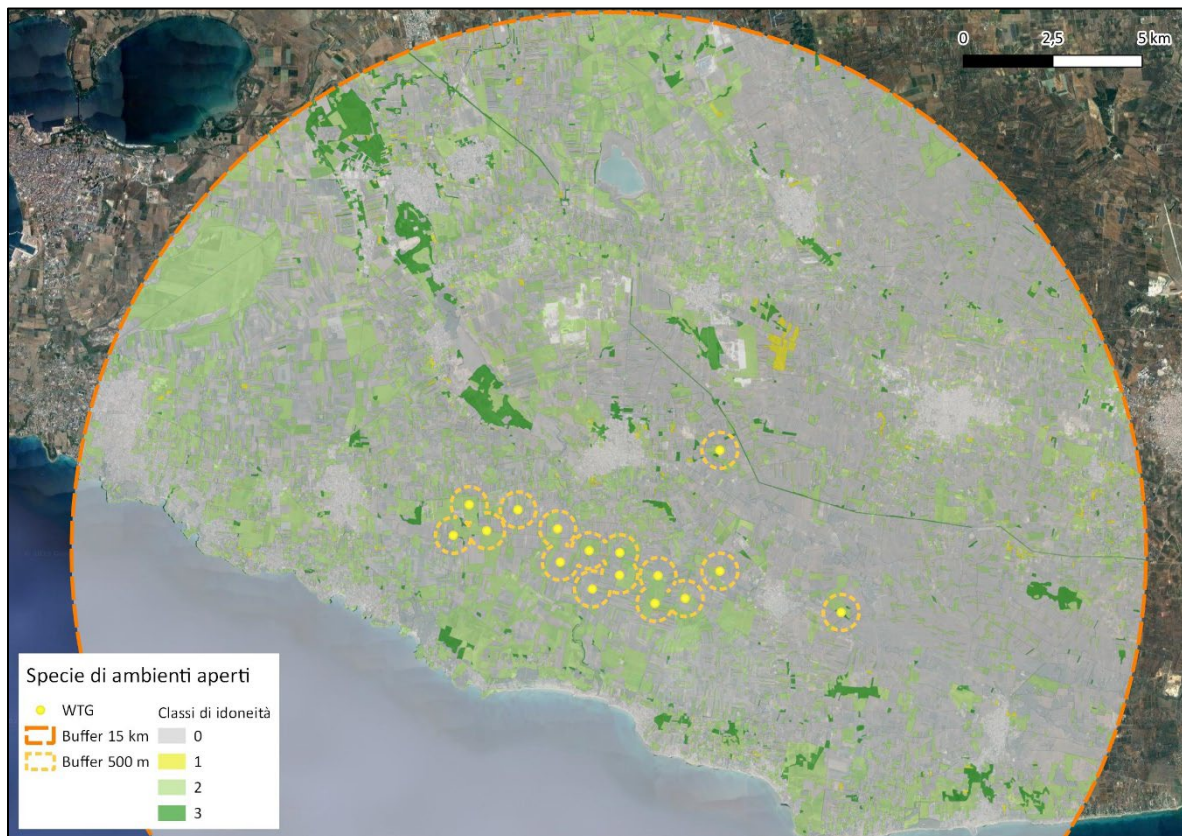 0 2,5 5 km
Specie di ambienti aperti
WTG
Buffer 15 km
Buffer 500 m
Classi di idoneità
0
1
2
3